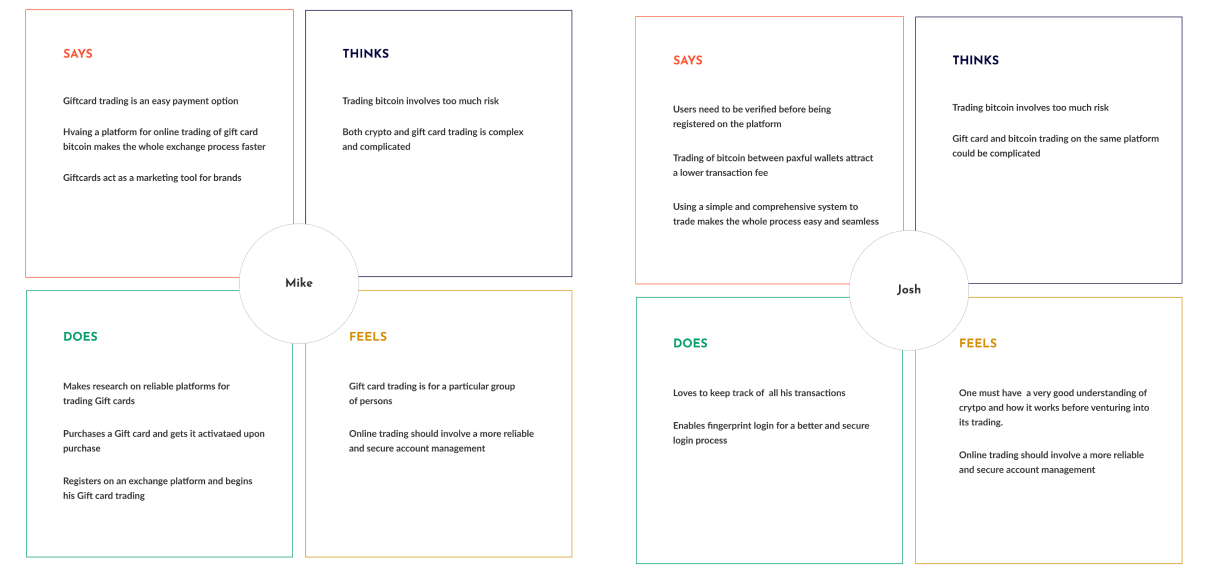 SAYS
Giftcard trading is an easy payment option
Hvaing a platform for online trading of gift card
bitcoin makes the whole exchange process faster
Giftcards act as a marketing tool for brands
THINKS
Trading bitcoin involves too much risk
Both crypto and gift card trading is complex
and complicated
Mike
DOES
Makes research on reliable platforms for
trading Gift cards
Purchases a Gift card and gets it activataed upon
purchase
Registers on an exchange platform and begins
his Gift card trading
FEELS
Gift card trading is for a particular group
of persons
Online trading should involve a more reliable
and secure account management
SAYS
Users need to be verified before being
registered on the platform
Trading of bitcoin between paxful wallets attract
a lower transaction fee
Using a simple and comprehensive system to
trade makes the whole process easy and seamless
THINKS
Trading bitcoin involves too much risk
Gift card and bitcoin trading on the same platform
could be complicated
Josh
DOES
Loves to keep track of  all his transactions
Enables fingerprint login for a better and secure
login process
FEELS
One must have  a very good understanding of
crytpo and how it works before venturing into
its trading.
Online trading should involve a more reliable
and secure account management